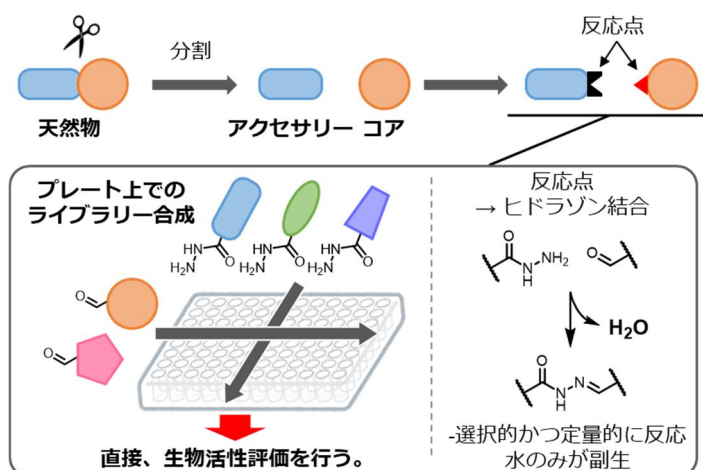 分割
反応点
天然物
アクセサリー コア
プレート上での
ライブラリー合成
反応点
→ ヒドラゾン結合
HN
H₂N
O
HN
H₂N
O
HN
H₂N
O
O
O
O
N
H
NH₂
O
H₂O
O
N
H
N
-選択的かつ定量的に反応
水のみが副生
直接、生物活性評価を行う。